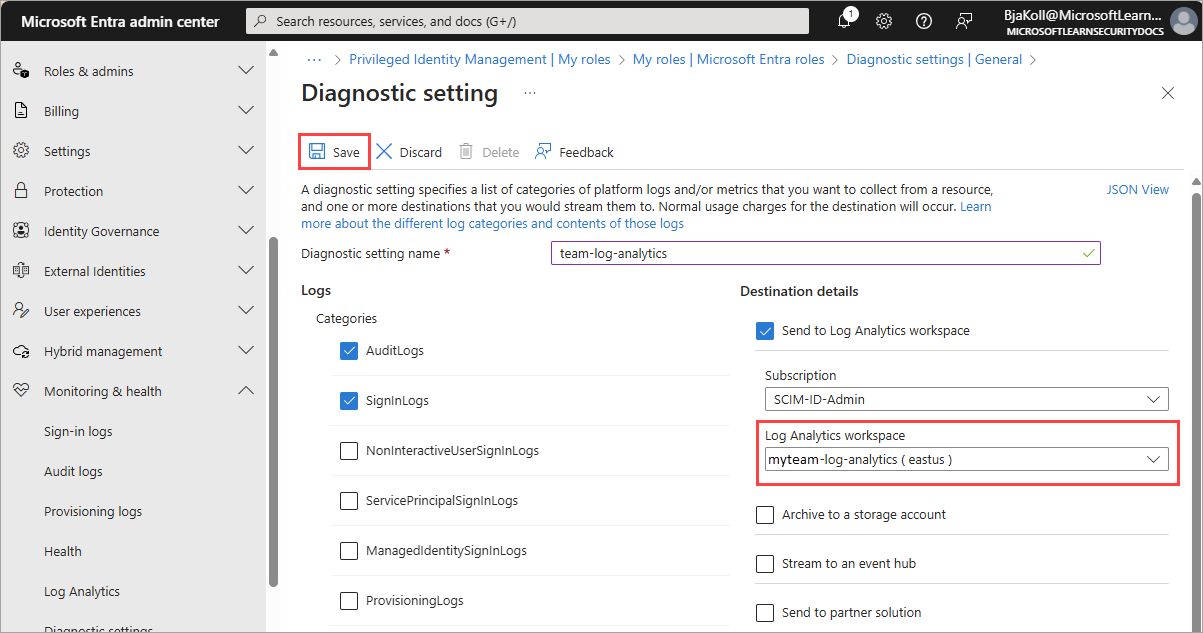 Microsoft Entra admin center
Search resources, services, and docs (G+/)
1
BjaKoll@MicrosoftLearn...
MICROSOFTLEARNSECURITYDOCS
Roles & admins
Billing
Settings
Protection
Identity Governance
External Identities
User experiences
Hybrid management
Monitoring & health
Sign-in logs
Audit logs
Provisioning logs
Health
Log Analytics
Diagnostic settings
... > Privileged Identity Management | My roles > My roles | Microsoft Entra roles > Diagnostic settings | General >
Diagnostic setting ...
Save
Discard
Delete
Feedback
A diagnostic setting specifies a list of categories of platform logs and/or metrics that you want to collect from a resource,
and one or more destinations that you would stream them to. Normal usage charges for the destination will occur. Learn
more about the different log categories and contents of those logs
JSON View
Diagnostic setting name *
team-log-analytics
Logs
Categories
AuditLogs
SignInLogs
NonInteractiveUserSignInLogs
ServicePrincipalSignInLogs
ManagedIdentitySignInLogs
ProvisioningLogs
Destination details
Send to Log Analytics workspace
Subscription
SCIM-ID-Admin
Log Analytics workspace
myteam-log-analytics ( eastus )
Archive to a storage account
Stream to an event hub
Send to partner solution